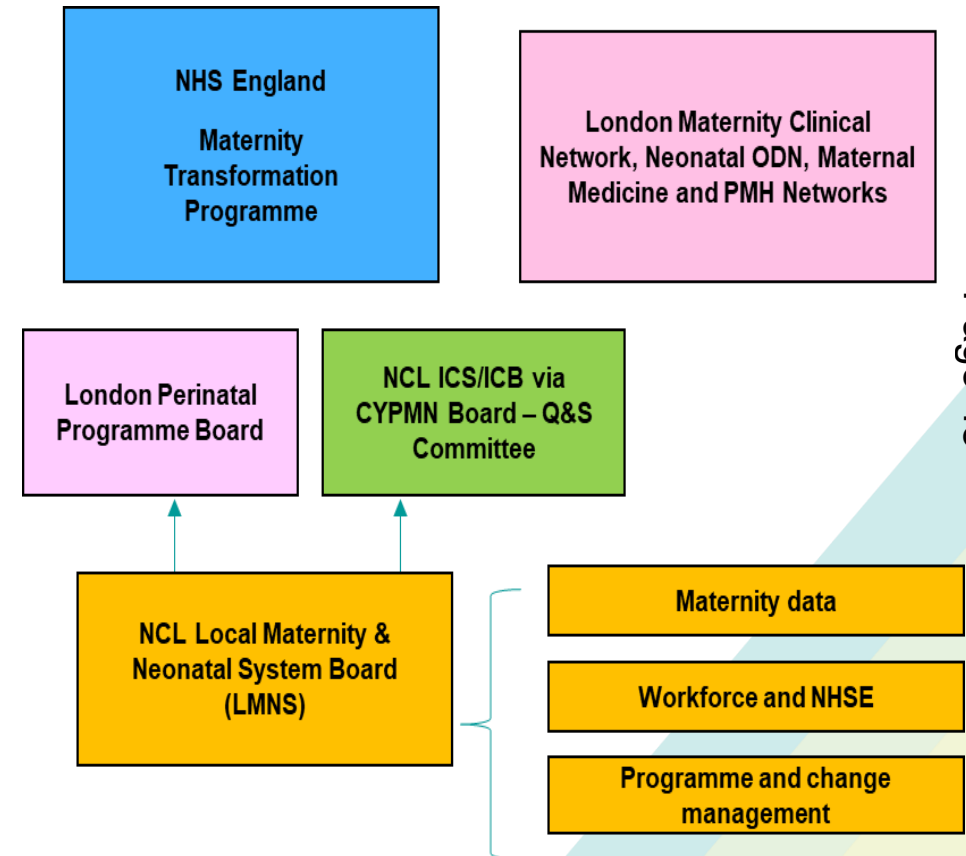 NHS England
Maternity
Transformation
Programme
London Maternity Clinical
Network, Neonatal ODN, Maternal
Medicine and PMH Networks
London Perinatal
Programme Board
NCL ICS/ICB via
CYPMN Board – Q&S
Committee
NCL Local Maternity &
Neonatal System Board
(LMNS)
Maternity data
Workforce and NHSE
Programme and change
management